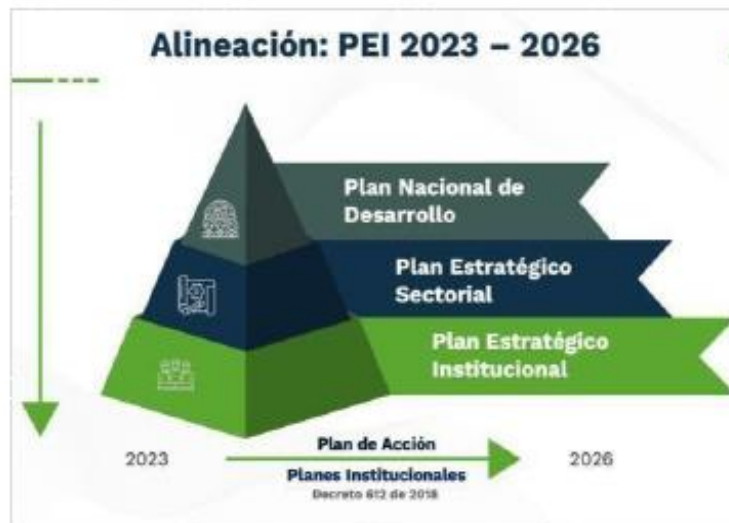 Alineación: PEI 2023 – 2026
Plan Nacional de
Desarrollo
Plan Estratégico
Sectorial
Plan Estratégico
Institucional
2023
Plan de Acción
2026
Planes Institucionales
Decreto 612 de 2018